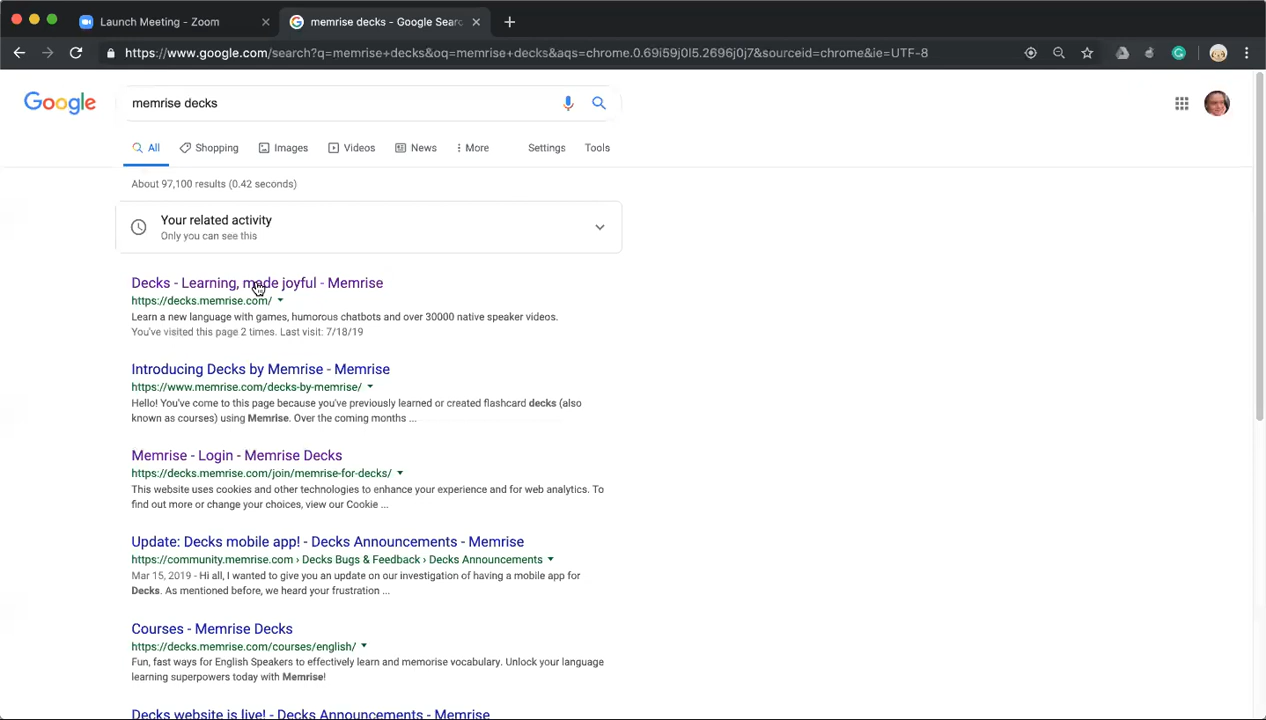 Launch Meeting - Zoom
memrise decks - Google Searc
https://www.google.com/search?q=memrise+decks&oq=memrise+decks&aqs=chrome.0.69i59j0l5.2696j0j7&sourceid=chrome&ie=UTF-8
Google
memrise decks
All
Shopping
Images
Videos
News
More
Settings
Tools
About 97,100 results (0.42 seconds)
Your related activity
Only you can see this
Decks - Learning, made joyful - Memrise
https://decks.memrise.com/
Learn a new language with games, humorous chatbots and over 30000 native speaker videos.
You've visited this page 2 times. Last visit: 7/18/19
Introducing Decks by Memrise - Memrise
https://www.memrise.com/decks-by-memrise/
Hello! You've come to this page because you've previously learned or created flashcard decks (also
known as courses) using Memrise. Over the coming months ...
Memrise - Login - Memrise Decks
https://decks.memrise.com/join/memrise-for-decks/
This website uses cookies and other technologies to enhance your experience and for web analytics. To
find out more or change your choices, view our Cookie ...
Update: Decks mobile app! - Decks Announcements - Memrise
https://community.memrise.com › Decks Bugs & Feedback › Decks Announcements
Mar 15, 2019 - Hi all, I wanted to give you an update on our investigation of having a mobile app for
Decks. As mentioned before, we heard your frustration ...
Courses - Memrise Decks
https://decks.memrise.com/courses/english/
Fun, fast ways for English Speakers to effectively learn and memorise vocabulary. Unlock your language
learning superpowers today with Memrise!
Decks website is live! - Decks Announcements - Memrise